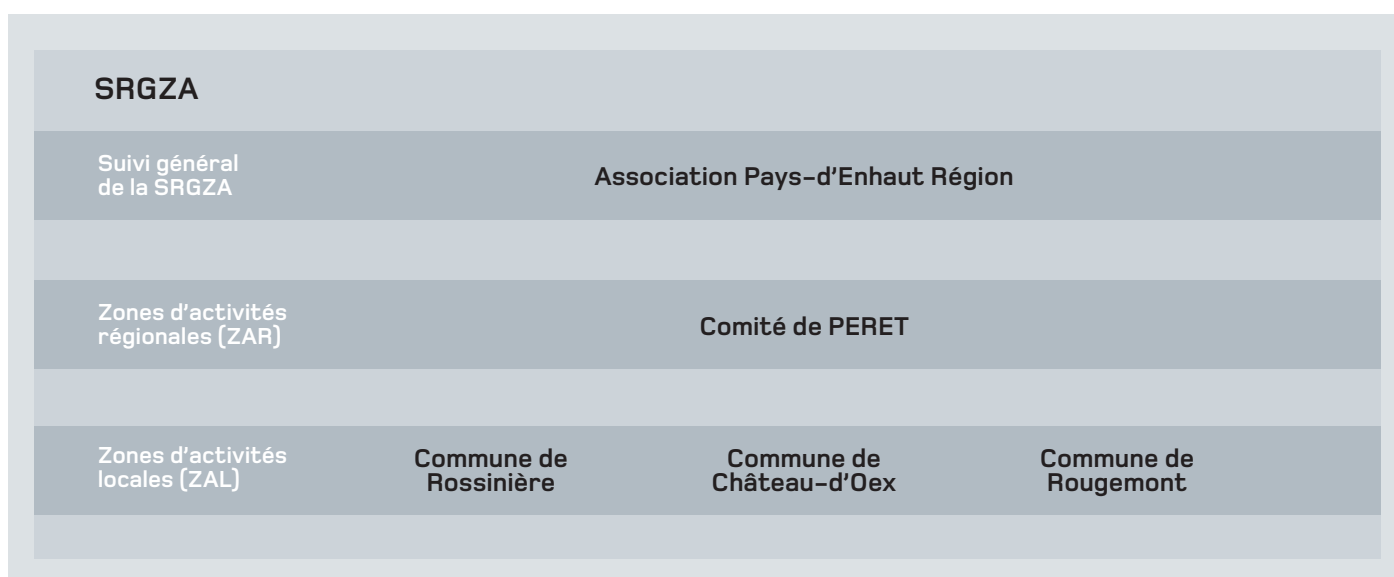 SRGZA
Suivi général
de la SRGZA
Association Pays-d'Enhaut Région
Zones d'activités
régionales (ZAR)
Comité de PERET
Zones d'activités
locales (ZAL)
Commune de
Rossinière
Commune de
Château-d'Oex
Commune de
Rougemont